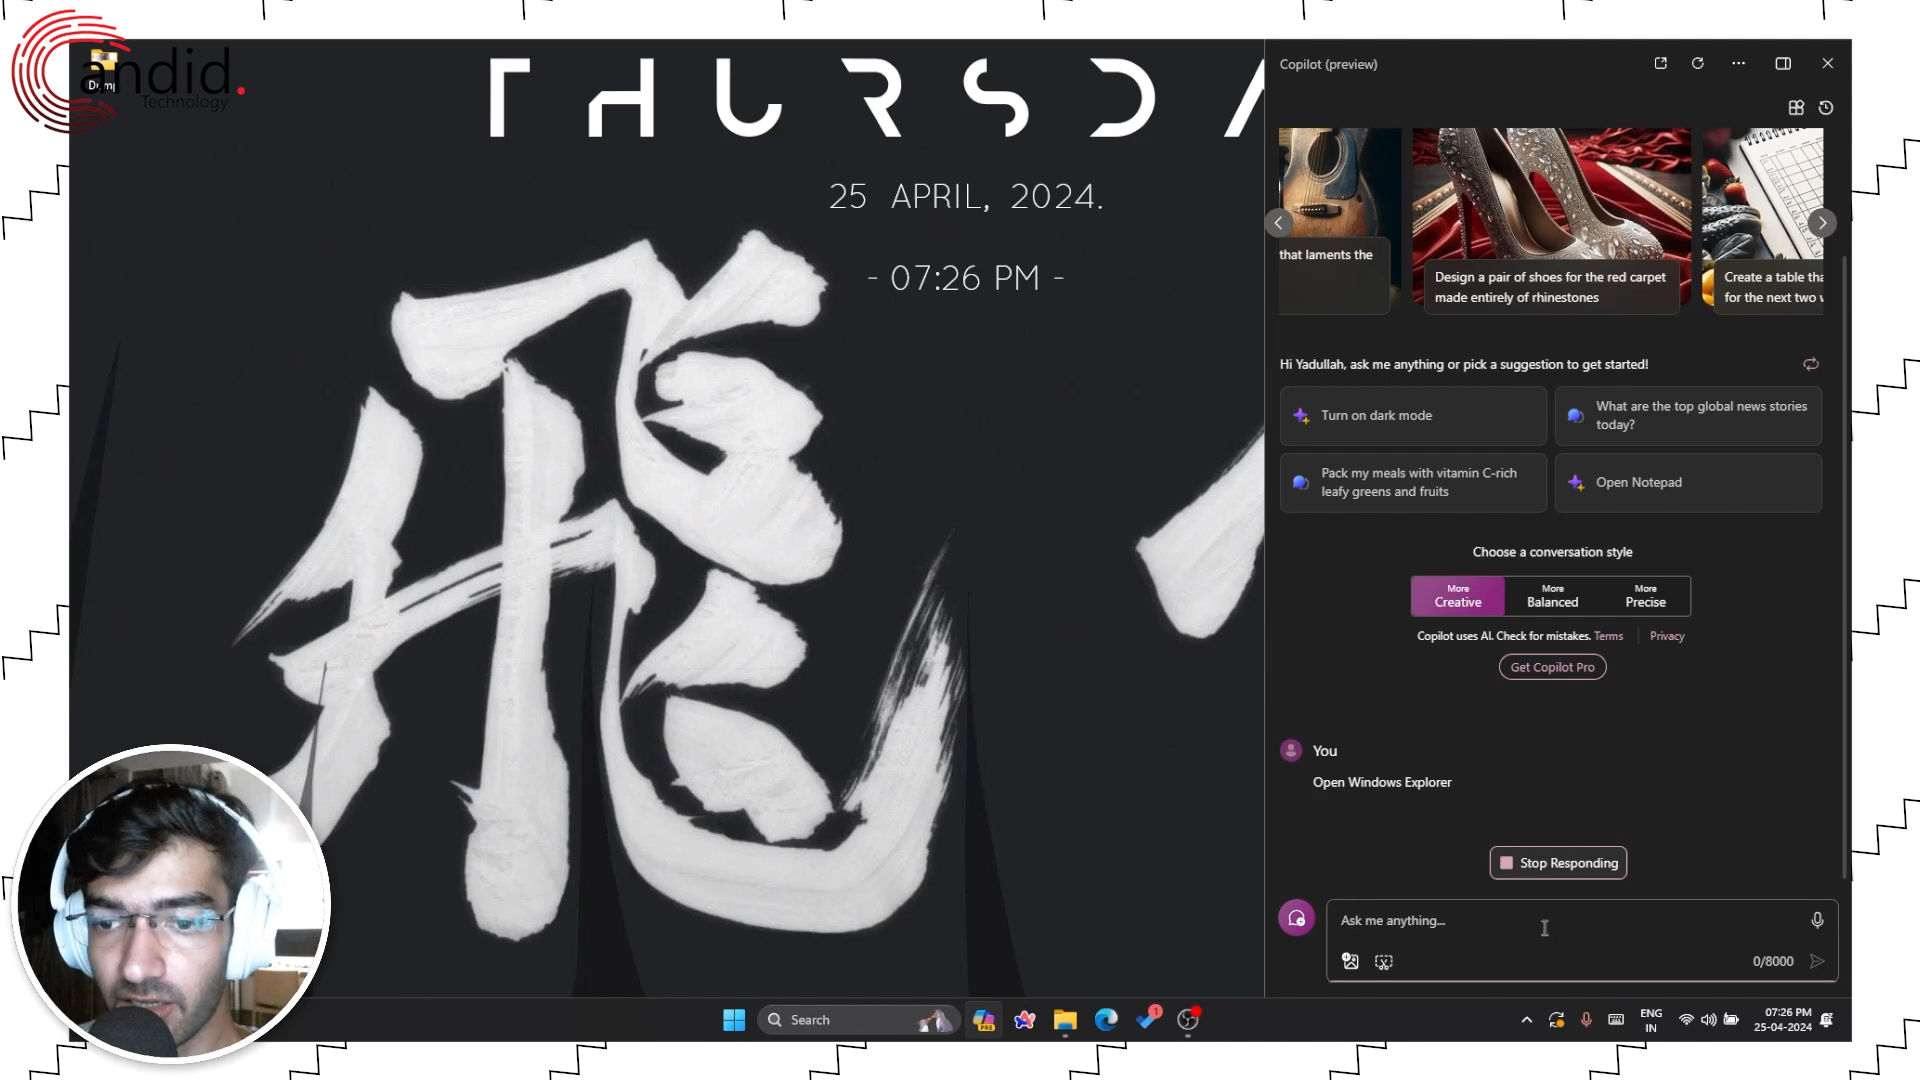 andid.
Technology
THURSDA
25 APRIL, 2024.
- 07:26 PM -
飛
Copilot (preview)
that laments the
Design a pair of shoes for the red carpet
made entirely of rhinestones
Create a table
for the next two
Hi Yadullah, ask me anything or pick a suggestion to get started!
Turn on dark mode
What are the top global news stories
today?
Pack my meals with vitamin C-rich
leafy greens and fruits
Open Notepad
Choose a conversation style
More
Creative
More
Balanced
More
Precise
Copilot uses AI. Check for mistakes. Terms
Privacy
Get Copilot Pro
You
Open Windows Explorer
Stop Responding
Ask me anything...
0/8000
Search
PRE
1
ENG
IN
07:26 PM
25-04-2024